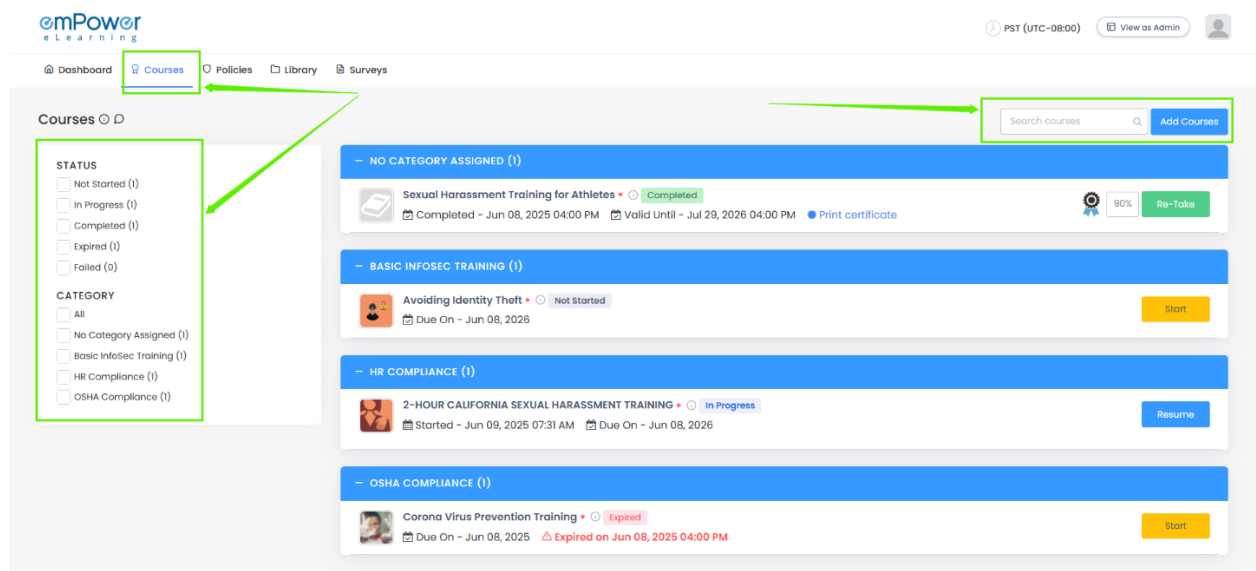 emPower
eLearning
PST (UTC-08:00)
View as Admin
Dashboard
Courses
Policies
Library
Surveys
Courses
Search courses
Add Courses
STATUS
Not Started (1)
In Progress (1)
Completed (1)
Expired (1)
Failed (0)
CATEGORY
All
No Category Assigned (1)
Basic InfoSec Training (1)
HR Compliance (1)
OSHA Compliance (1)
NO CATEGORY ASSIGNED (1)
Sexual Harassment Training for Athletes * Completed
Completed - Jun 08, 2025 04:00 PM Valid Until - Jul 29, 2026 04:00 PM Print certificate
90%
Re-Take
BASIC INFOSEC TRAINING (1)
Avoiding Identity Theft * Not Started
Due On - Jun 08, 2026
Start
HR COMPLIANCE (1)
2-HOUR CALIFORNIA SEXUAL HARASSMENT TRAINING * In Progress
Started - Jun 09, 2025 07:31 AM Due On - Jun 08, 2026
Resume
OSHA COMPLIANCE (1)
Corona Virus Prevention Training * Expired
Due On - Jun 08, 2025 Expired on Jun 08, 2025 04:00 PM
Start